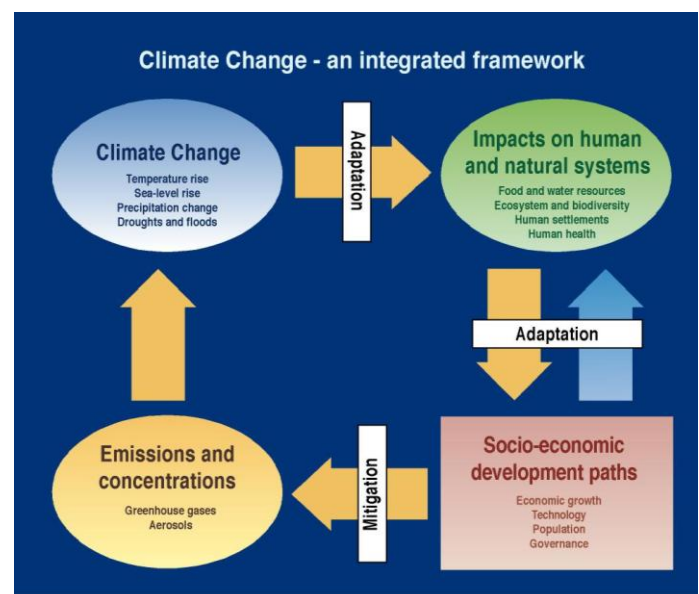 Climate Change - an integrated framework
Climate Change
Temperature rise
Sea-level rise
Precipitation change
Droughts and floods
Adaptation
Impacts on human
and natural systems
Food and water resources
Ecosystem and biodiversity
Human settlements
Human health
Adaptation
Emissions and
concentrations
Greenhouse gases
Aerosols
Mitigation
Socio-economic
development paths
Economic growth
Technology
Population
Governance